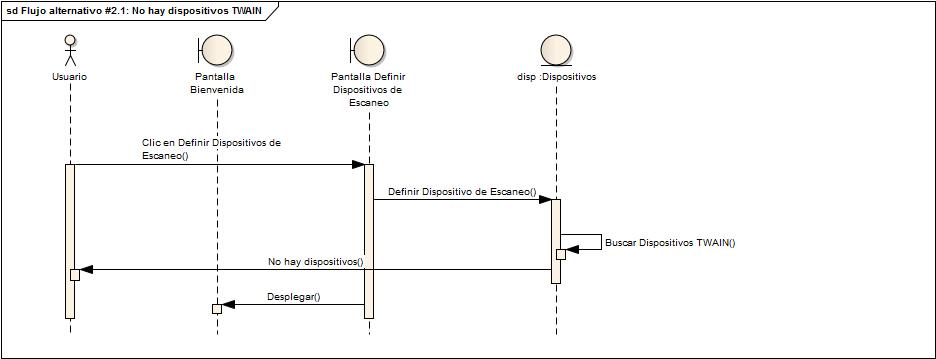 sd Flujo alternativo #2.1: No hay dispositivos TWAIN
Usuario
Pantalla
Bienvenida
Pantalla Definir
Dispositivos de
Escaneo
disp :Dispositivos
Clic en Definir Dispositivos de
Escaneo()
Definir Dispositivo de Escaneo()
Buscar Dispositivos TWAIN()
No hay dispositivos()
Desplegar()